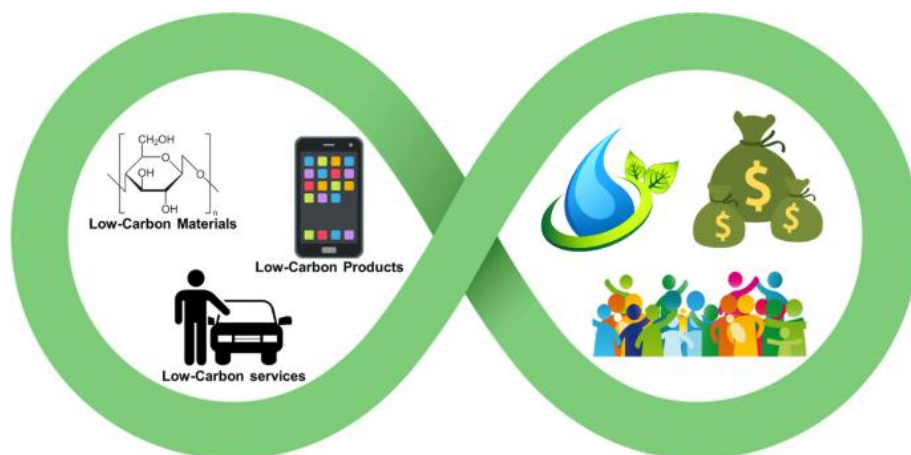 CH₂OH
O
OH
O
OH
n
Low-Carbon Materials
Low-Carbon Products
Low-Carbon services
$
$
$